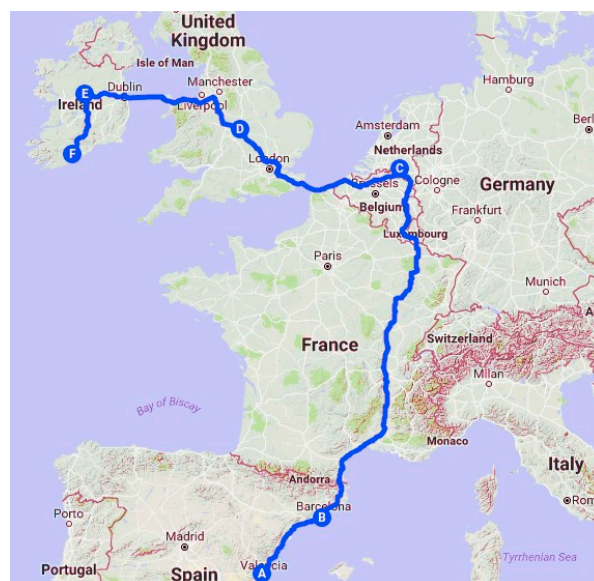 United
Kingdom
Isle of Man
Hamburg
Dublin
Manchester
E
Ireland
Liverpool
Amsterdam
Berl
D
F
Netherlands
London
C
Brussels
Cologne
Belgium
Germany
Frankfurt
Luxembourg
Paris
Munich
A
France
Switzerland
Milan
Bay of Biscay
Monaco
Italy
Andorra
Porto
Barcelona
Rom
B
Madrid
Tyrrhenian Sea
Valencia
Portugal
Spain
A